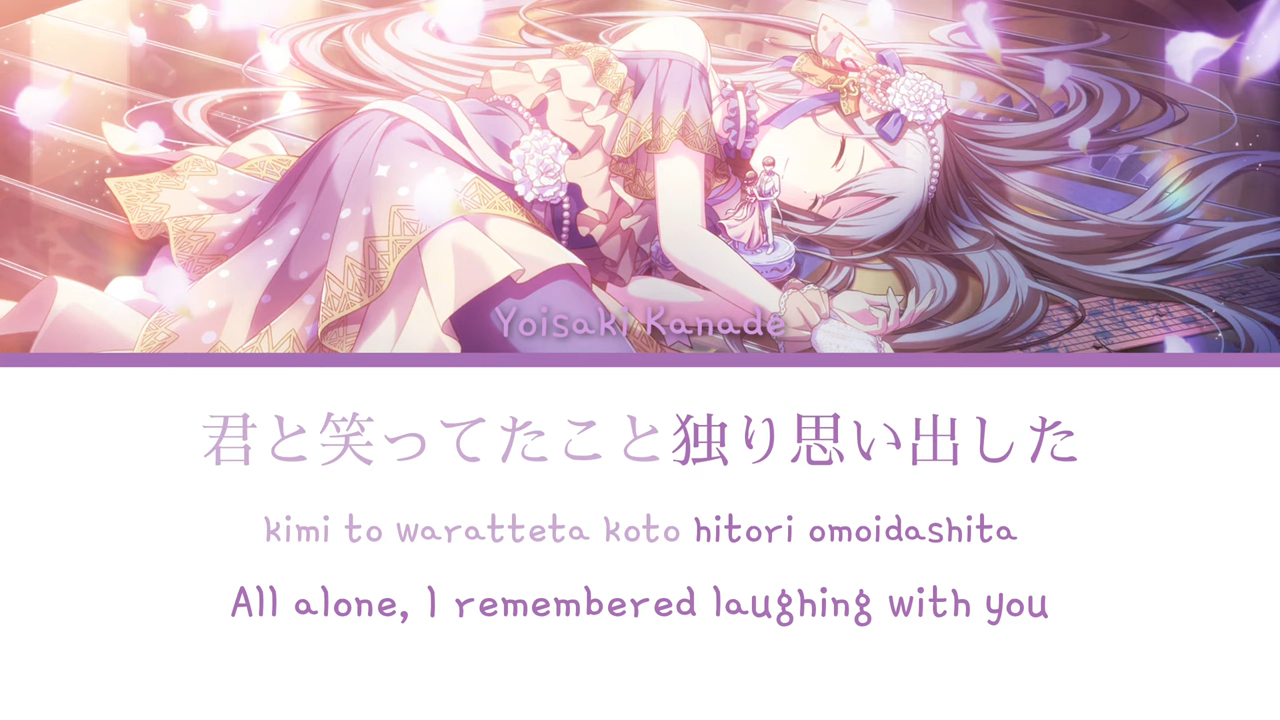 Yoisaki Kanade
君と笑ってたこと独り思い出した
kimi to waratteta koto hitori omoidashita
All alone, I remembered laughing with you